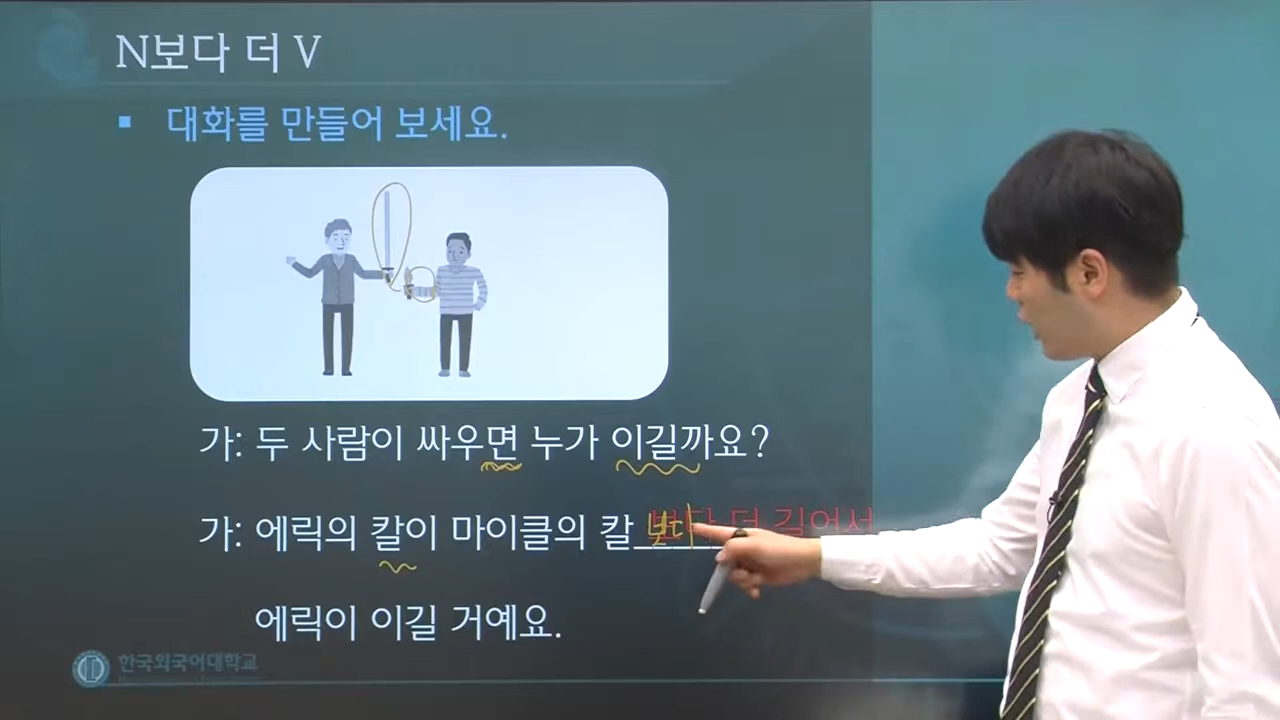 N보다 더 V
▪ 대화를 만들어 보세요.
가: 두 사람이 싸우면 누가 이길까요?
가: 에릭의 칼이 마이클의 칼 보다 더 길어서
에릭이 이길 거예요.
한국외국어대학교